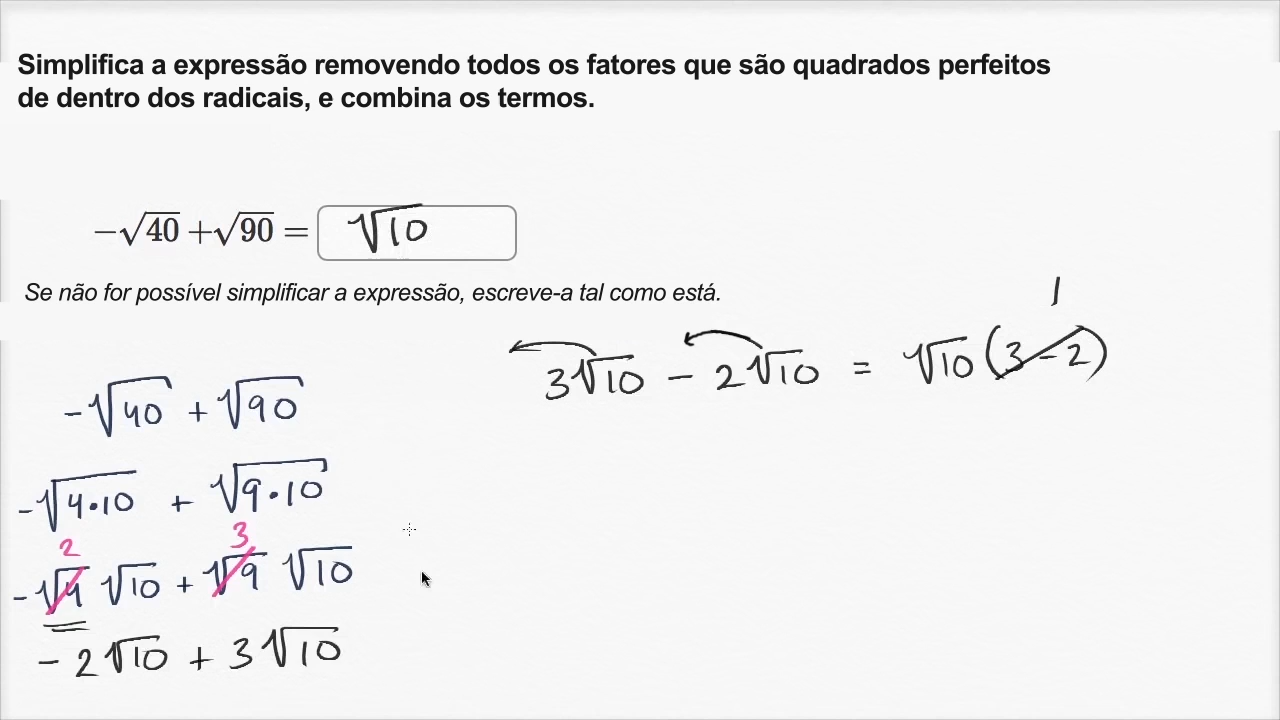 Simplifica a expressão removendo todos os fatores que são quadrados perfeitos
de dentro dos radicais, e combina os termos.
−√40 +√90 = √10
Se não for possível simplificar a expressão, escreve-a tal como está.
1
3√10 − 2√10 = √10 (3 − 2)
-√40 + √90
-√4•10 + √9•10
2 3
-√4 √10 + √9 √10
- 2√10 + 3√10